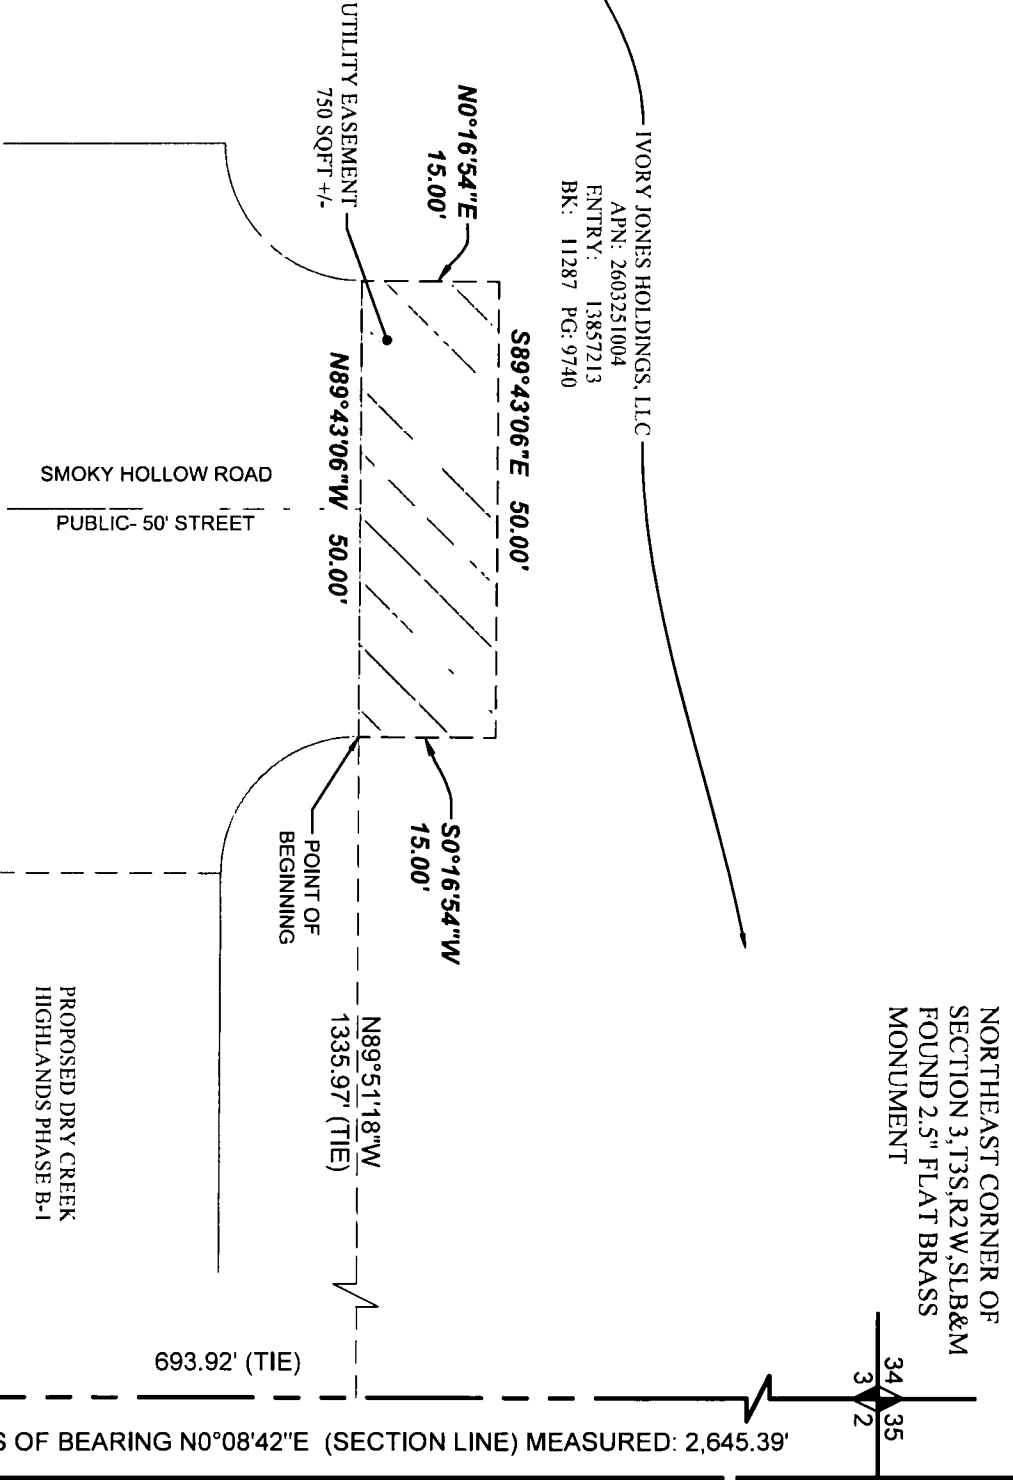 NORTHEAST CORNER OF
SECTION 3,T3S,R2W,SLB&M
FOUND 2.5" FLAT BRASS
MONUMENT
34
35
3
2
IVORY JONES HOLDINGS, LLC
APN: 2603251004
ENTRY: 13857213
BK: 11287 PG: 9740
S89°43'06"E 50.00'
N0°16'54"E
15.00'
S0°16'54"W
15.00'
UTILITY EASEMENT
750 SQFT +/-
N89°43'06"W 50.00'
N89°51'18"W
1335.97' (TIE)
POINT OF
BEGINNING
SMOKY HOLLOW ROAD
PUBLIC- 50' STREET
PROPOSED DRY CREEK
HIGHLANDS PHASE B-1
693.92' (TIE)
OF BEARING N0°08'42"E (SECTION LINE) MEASURED: 2,645.39'